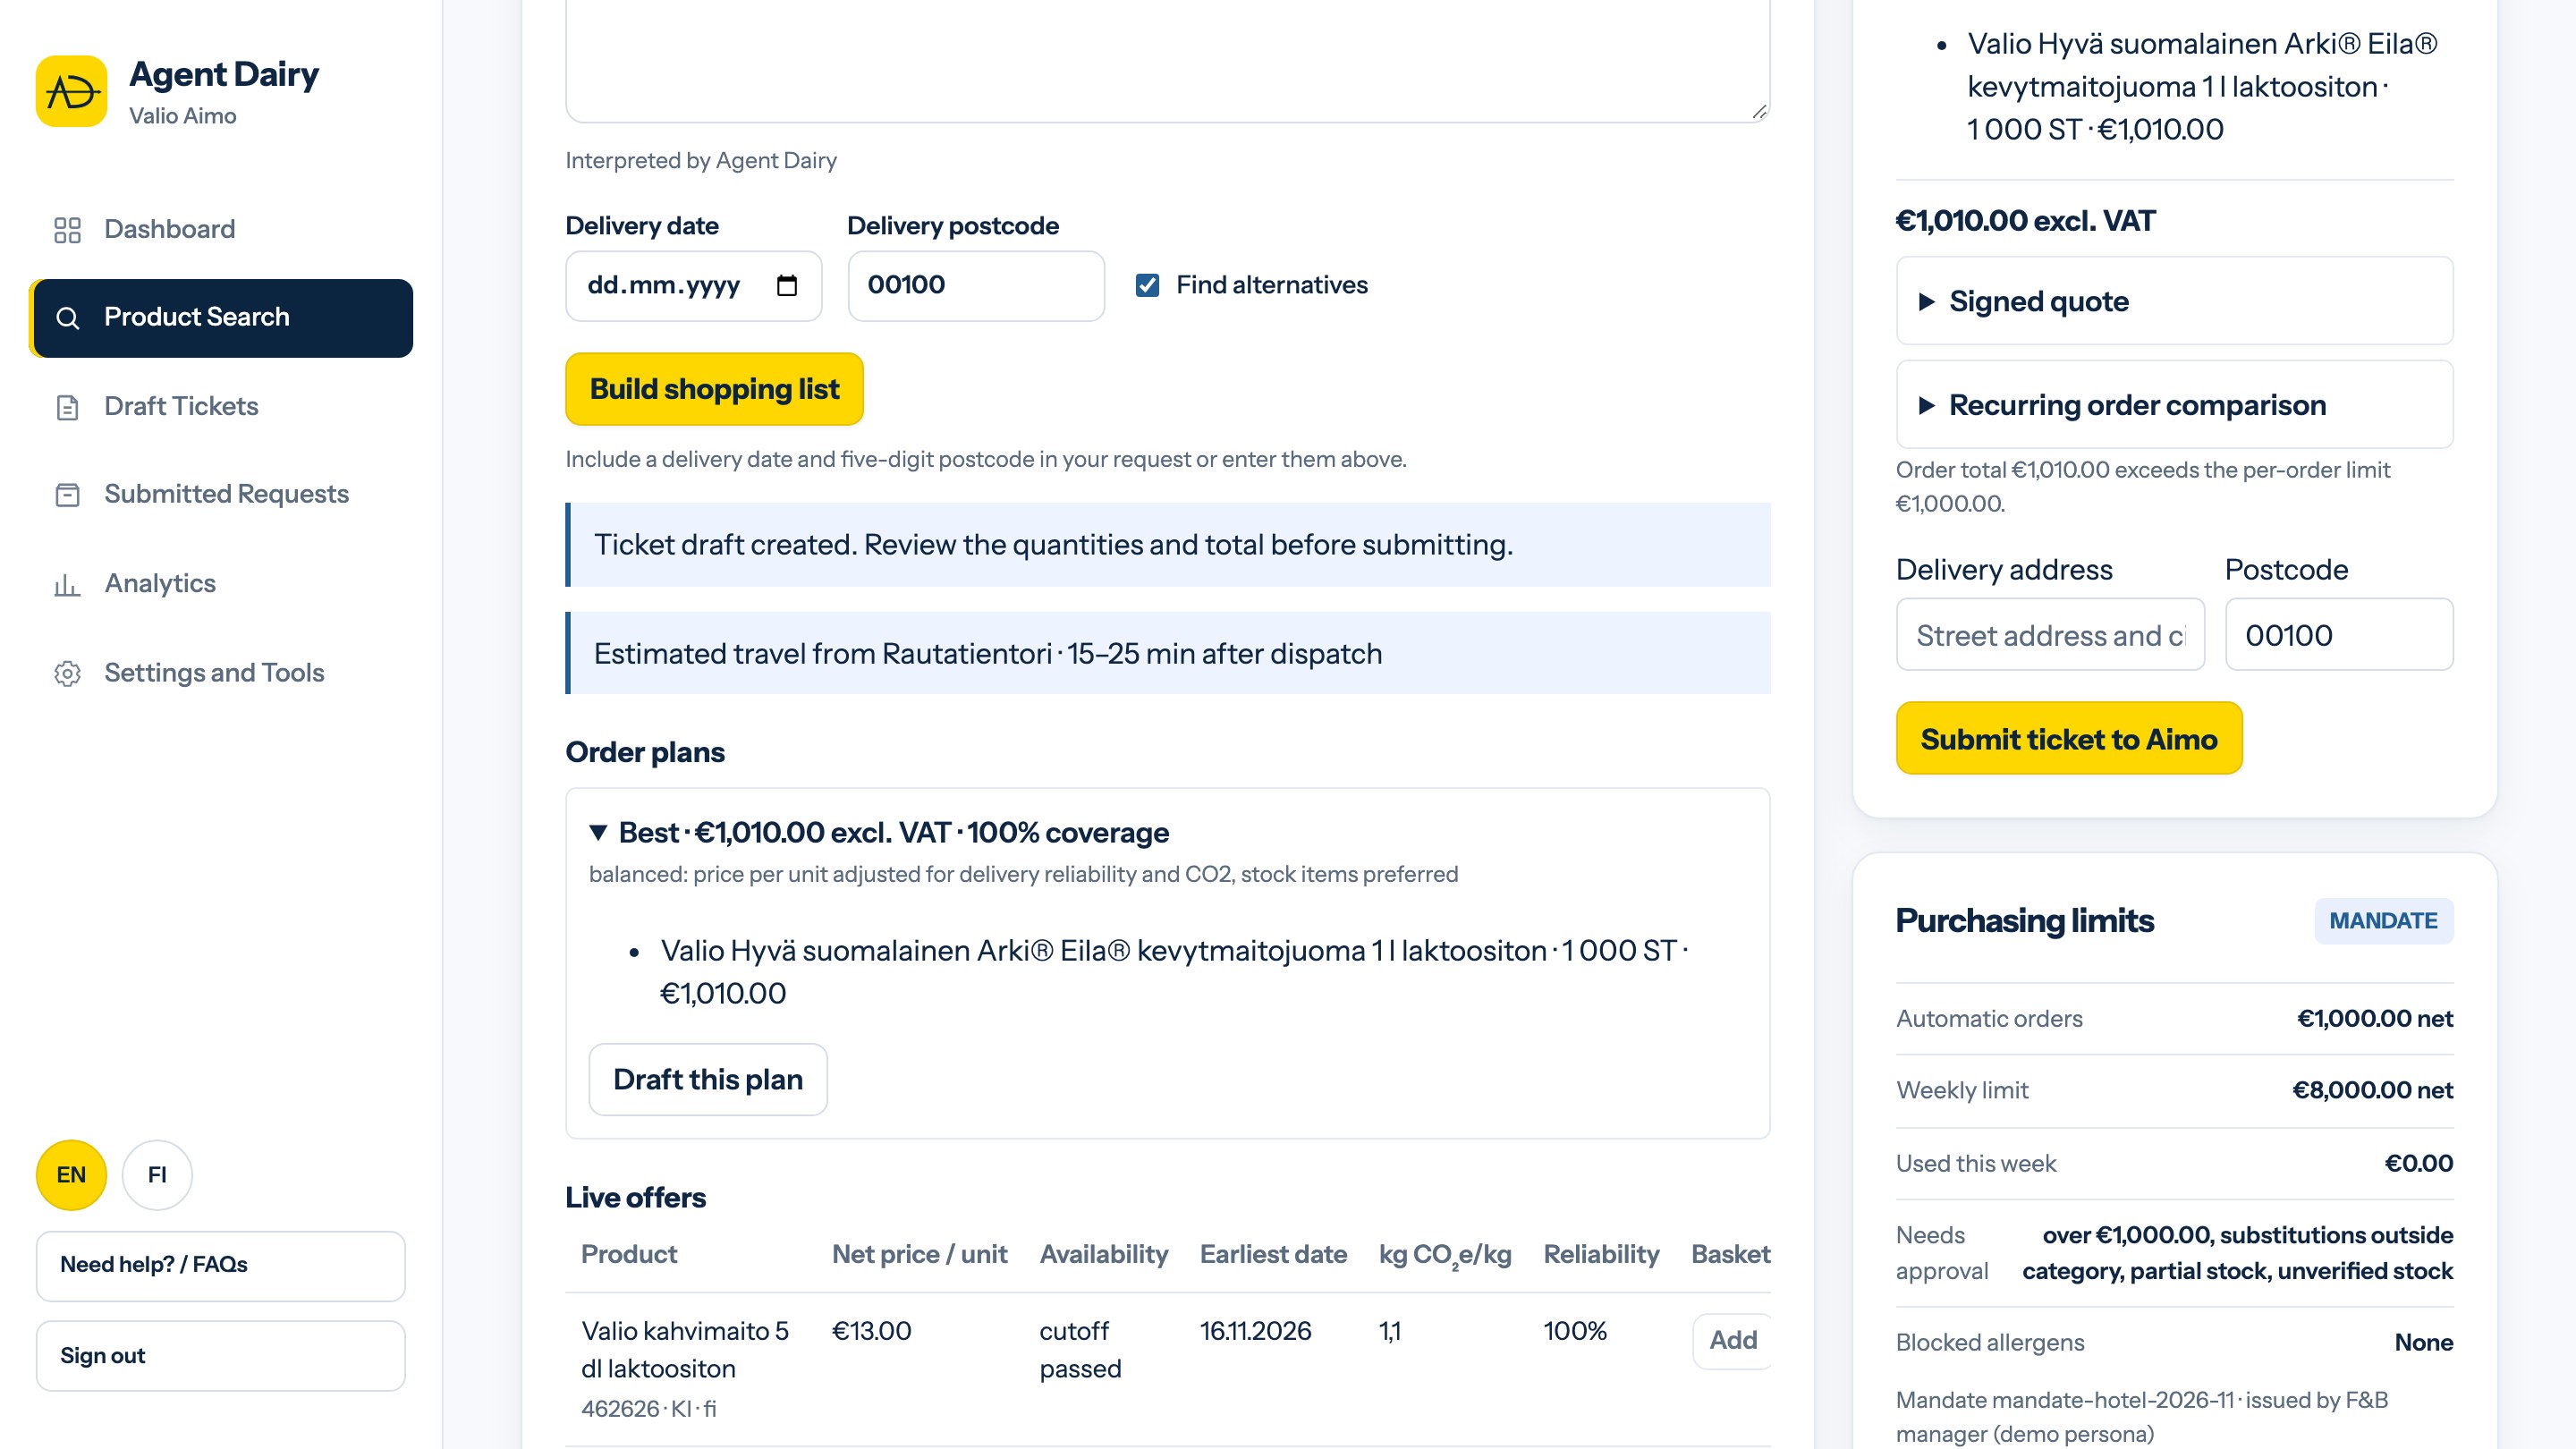 Agent Dairy
Valio Aimo
Dashboard
Product Search
Draft Tickets
Submitted Requests
Analytics
Settings and Tools
EN
FI
Need help? / FAQs
Sign out
Interpreted by Agent Dairy
Delivery date
Delivery postcode
dd.mm.yyyy
00100
Find alternatives
Build shopping list
Include a delivery date and five-digit postcode in your request or enter them above.
Ticket draft created. Review the quantities and total before submitting.
Estimated travel from Rautatientori · 15–25 min after dispatch
Order plans
Best · €1,010.00 excl. VAT · 100% coverage
balanced: price per unit adjusted for delivery reliability and CO2, stock items preferred
• Valio Hyvä suomalainen Arki® Eila® kevytmaitojuoma 1 l laktoositon · 1 000 ST ·
€1,010.00
Draft this plan
Live offers
Product Net price / unit Availability Earliest date kg CO₂e/kg Reliability Basket
Valio kahvimaito 5 €13.00 cutoff 16.11.2026 1,1 100% Add
dl laktoositon passed
462626 · KI · fi
• Valio Hyvä suomalainen Arki® Eila®
kevytmaitojuoma 1 l laktoositon ·
1 000 ST · €1,010.00
€1,010.00 excl. VAT
Signed quote
Recurring order comparison
Order total €1,010.00 exceeds the per-order limit
€1,000.00.
Delivery address
Postcode
Street address and ci
00100
Submit ticket to Aimo
Purchasing limits
MANDATE
Automatic orders €1,000.00 net
Weekly limit €8,000.00 net
Used this week €0.00
Needs over €1,000.00, substitutions outside
approval category, partial stock, unverified stock
Blocked allergens None
Mandate mandate-hotel-2026-11 · issued by F&B
manager (demo persona)